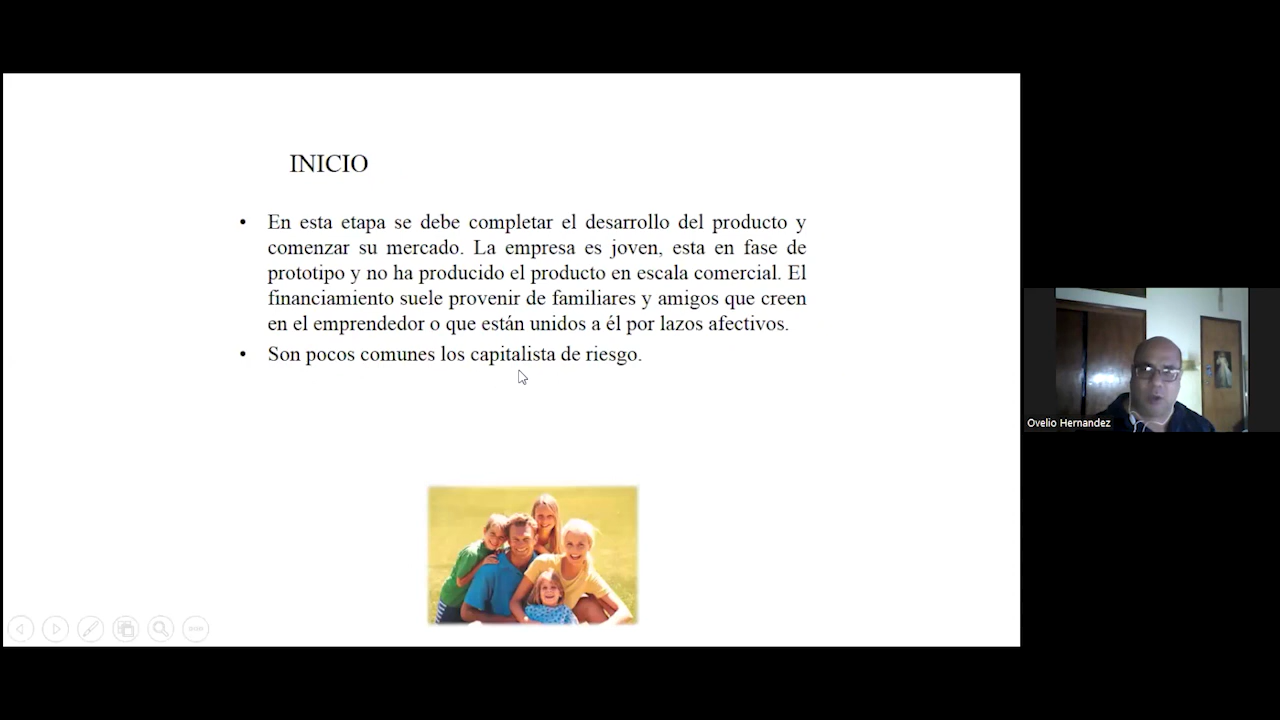 INICIO
• En esta etapa se debe completar el desarrollo del producto y
comenzar su mercado. La empresa es joven, esta en fase de
prototipo y no ha producido el producto en escala comercial. El
financiamiento suele provenir de familiares y amigos que creen
en el emprendedor o que están unidos a él por lazos afectivos.
• Son pocos comunes los capitalista de riesgo.
Ovelio Hernandez